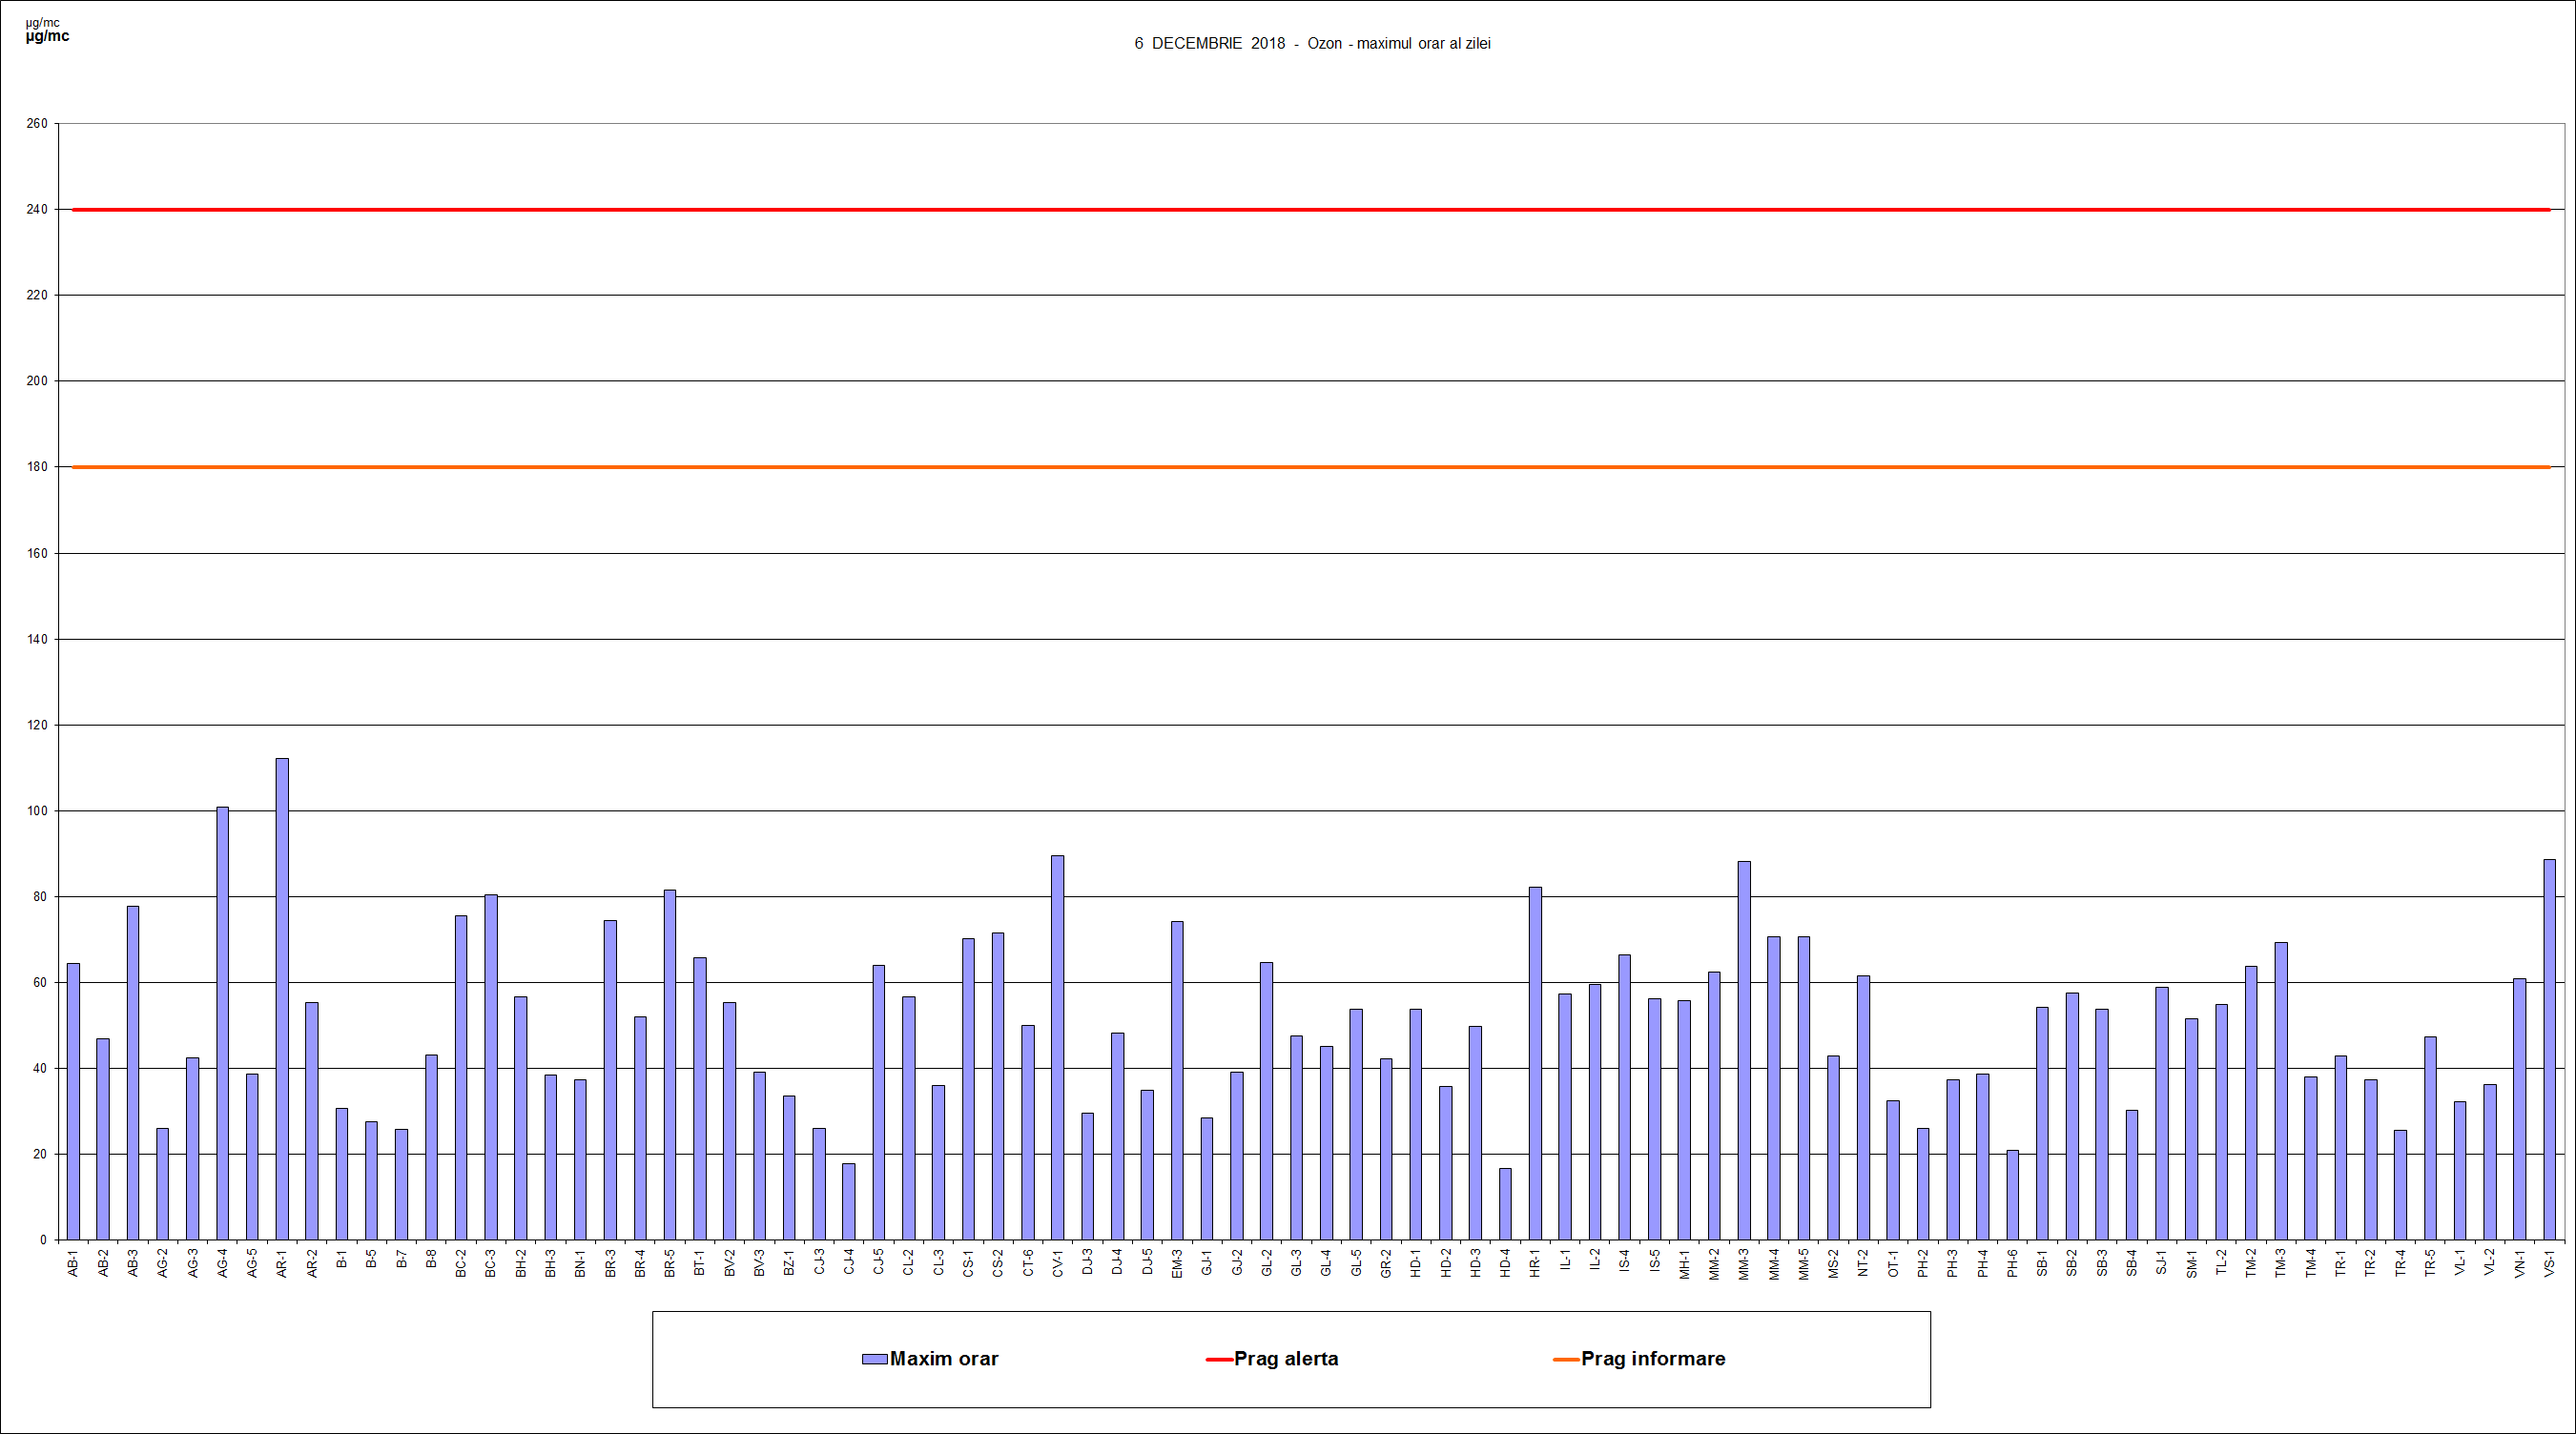 µg/mc
µg/mc
6 DECEMBRIE 2018 - Ozon - maximul orar al zilei
260
240
220
200
180
160
140
120
100
80
60
40
20
0
AB-1 AB-2 AB-3 AG-2 AG-3 AG-4 AG-5 AR-1 AR-2 B-1 B-5 B-7 B-8 BC-2 BC-3 BH-2 BH-3 BN-1 BR-3 BR-4 BR-5 BT-1 BV-2 BV-3 BZ-1 CJ-3 CJ-4 CJ-5 CL-2 CL-3 CS-1 CS-2 CT-6 CV-1 DJ-3 DJ-4 DJ-5 EM-3 GJ-1 GJ-2 GL-2 GL-3 GL-4 GL-5 GR-2 HD-1 HD-2 HD-3 HD-4 HR-1 IL-1 IL-2 IS-4 IS-5 MH-1 MM-2 MM-3 MM-4 MM-5 MS-2 NT-2 OT-1 PH-2 PH-3 PH-4 PH-6 SB-1 SB-2 SB-3 SB-4 SJ-1 SM-1 TL-2 TM-2 TM-3 TM-4 TR-1 TR-2 TR-4 TR-5 VL-1 VL-2 VN-1 VS-1
Maxim orar Prag alerta Prag informare